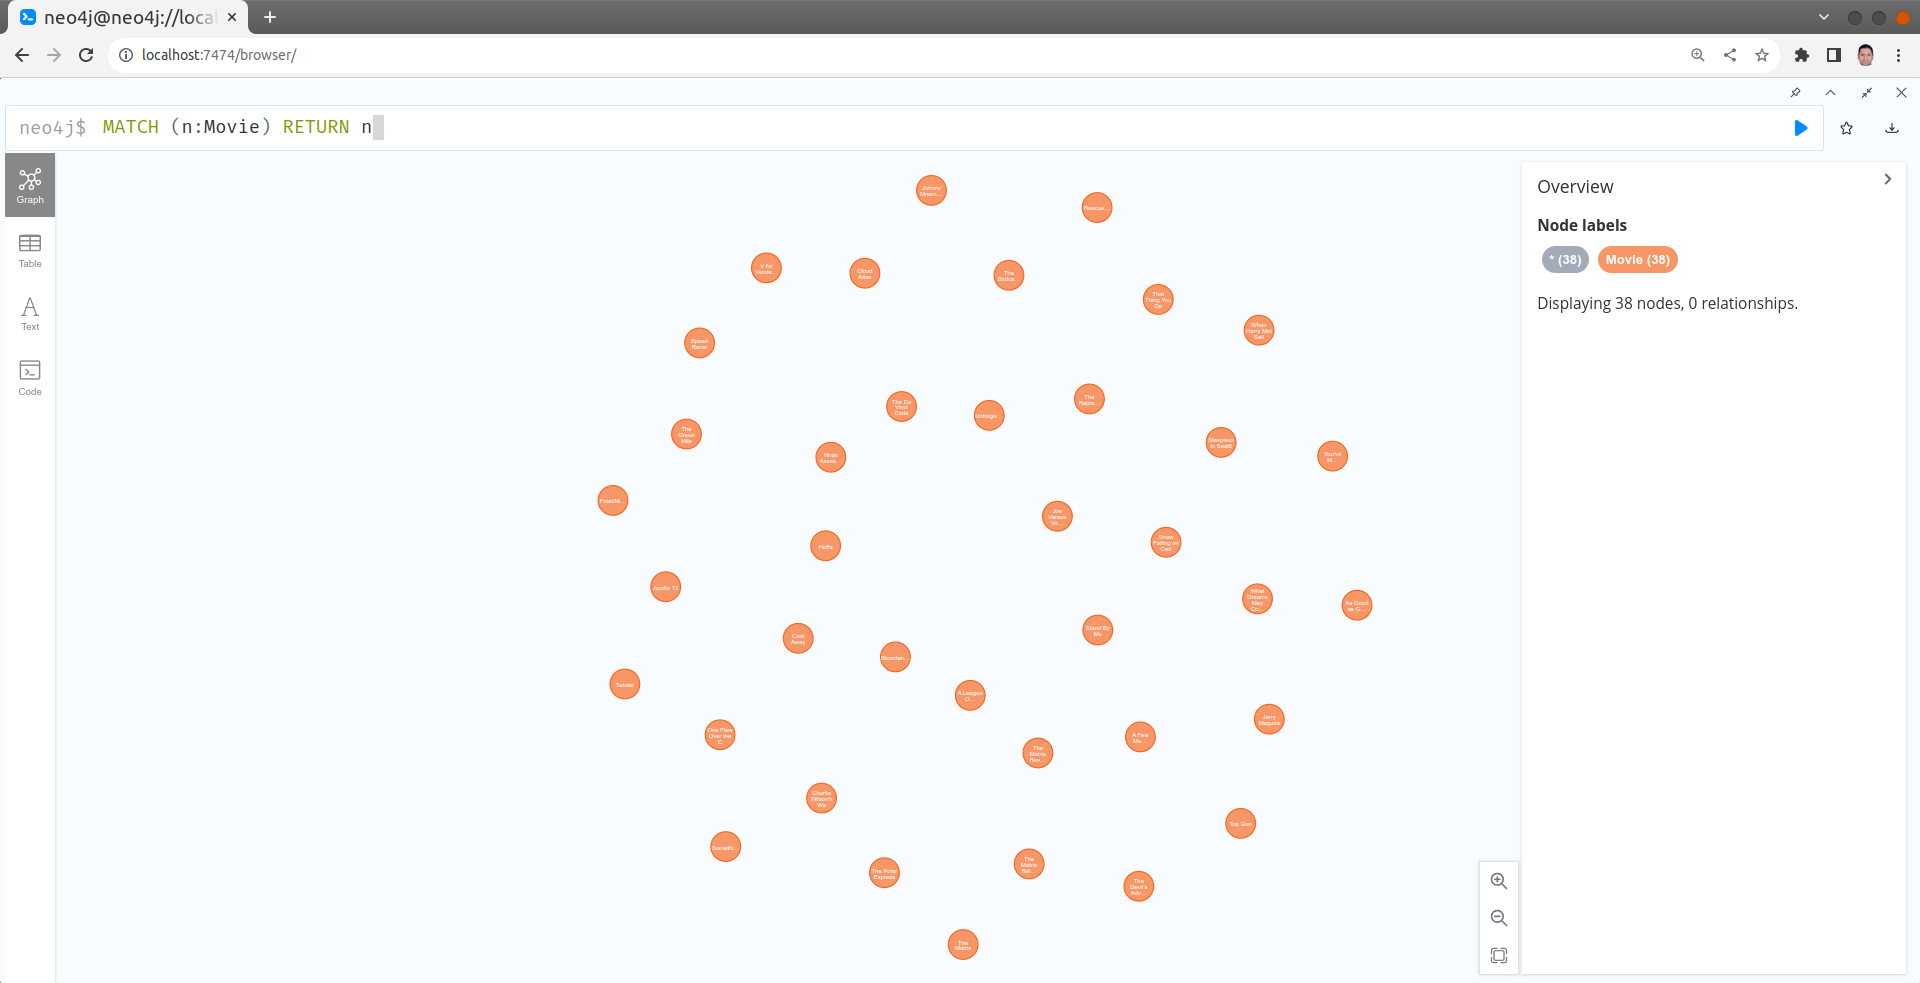 neo4j@neo4j://loca
localhost:7474/browser/
neo4j$ MATCH (n:Movie) RETURN n
Graph
Table
Text
Code
Overview
Node labels
* (38)
Movie (38)
Displaying 38 nodes, 0 relationships.
Johnny
Mnem...
Rescue...
V for
Vende...
Cloud
Atlas
The
Birdca...
That
Thing You
Do
When
Harry Met
Sall
Speed
Racer
The Da
Vinci
Code
Unforgiv...
The
Repla...
The
Green
Mile
Ninja
Assas...
Sleepless
in Seattl
You've
M...
Frost/Ni...
Joe
Versus
Vo...
Snow
Falling on
Ced
Hoffa
Apollo 13
What
Dreams
May
Co...
As Good
as G...
Cast
Away
Stand By
Me
Bicenten...
Twister
A League
O...
One Flew
Over the
C
Jerry
Maguire
A Few
Me...
The
Matrix
Rev...
Charlie
Wilson's
Wa
Top Gun
Somethi...
The Polar
Express
The
Matrix
Rel...
The
Devil's
Adv...
The
Matrix